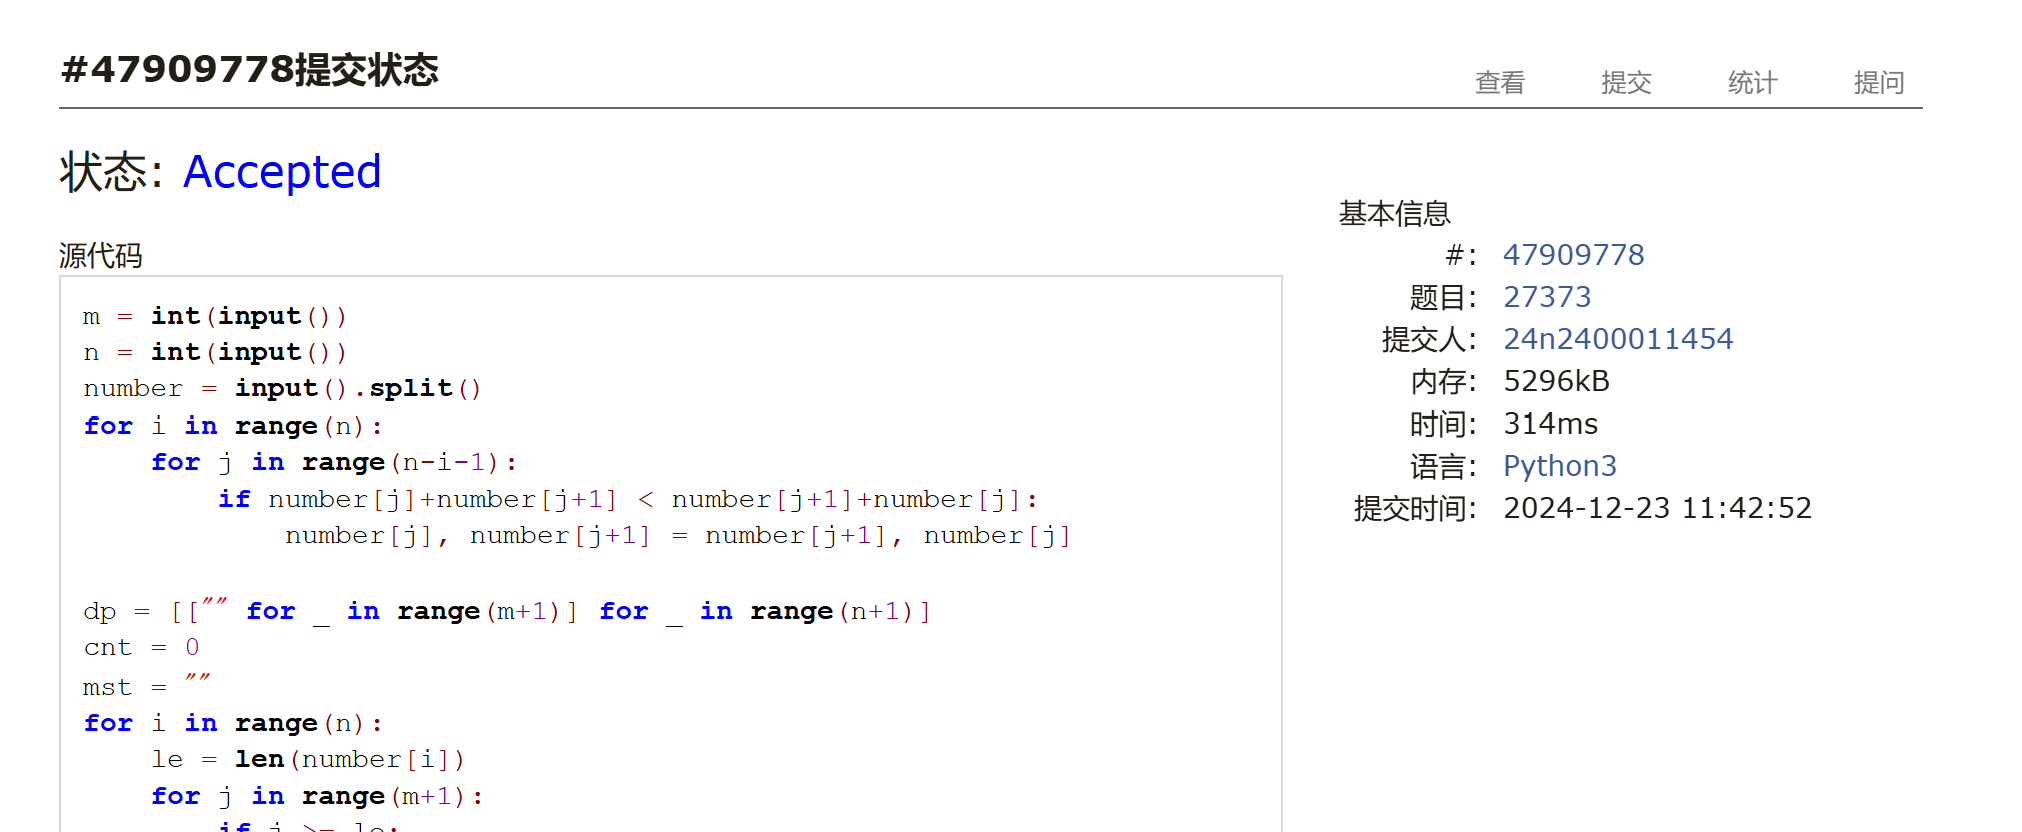 #47909778提交状态
查看 提交 统计 提问
状态: Accepted
源代码
m = int(input())
n = int(input())
number = input().split()
for i in range(n):
    for j in range(n-i-1):
        if number[j]+number[j+1] < number[j+1]+number[j]:
            number[j], number[j+1] = number[j+1], number[j]
dp = [["" for _ in range(m+1)] for _ in range(n+1)]
cnt = 0
mst = ""
for i in range(n):
    le = len(number[i])
    for j in range(m+1):
        if j >= le:
基本信息
#: 47909778
题目: 27373
提交人: 24n2400011454
内存: 5296kB
时间: 314ms
语言: Python3
提交时间: 2024-12-23 11:42:52